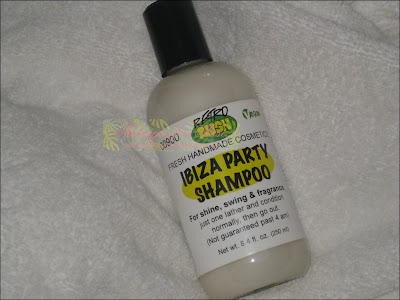 RETRO
LUSH
Vegan
FRESH HANDMADE COSMETICS
IBIZA PARTY
SHAMPOO
For shine, swing & fragrance,
just one lather and condition
normally, then go out.
(Not guaranteed past 4 am)
Net wt. 8.4 fl. oz. (250 ml)